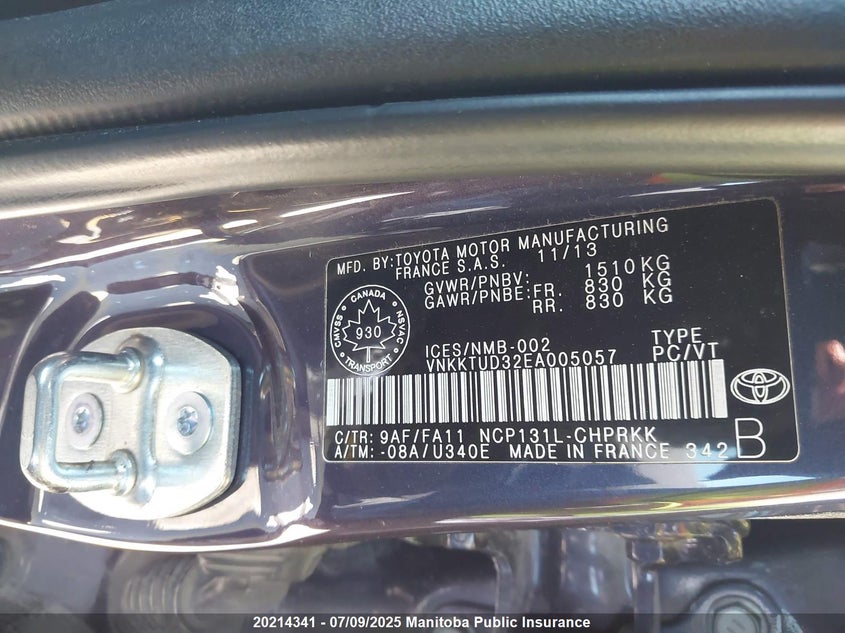 MFD. BY:TOYOTA MOTOR MANUFACTURING
FRANCE S.A.S. 11/13
GVWR/PNBV: 1510KG
GAWR/PNBE:FR. 830 KG
RR. 830 KG
CANADA
CMVSS 930 NSVAC
TRANSPORT
ICES/NMB-002 TYPE
VNKKTUD32EA005057 PC/VT
C/TR: 9AF/FA11 NCP131L-CHPRKK
A/TM: -08A/U340E MADE IN FRANCE 342 B
20214341 - 07/09/2025 Manitoba Public Insurance